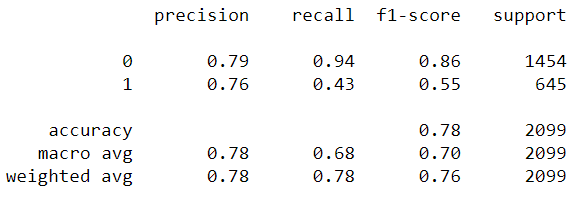 precision recall f1-score support
0 0.79 0.94 0.86 1454
1 0.76 0.43 0.55 645
accuracy 0.78 2099
macro avg 0.78 0.68 0.70 2099
weighted avg 0.78 0.78 0.76 2099